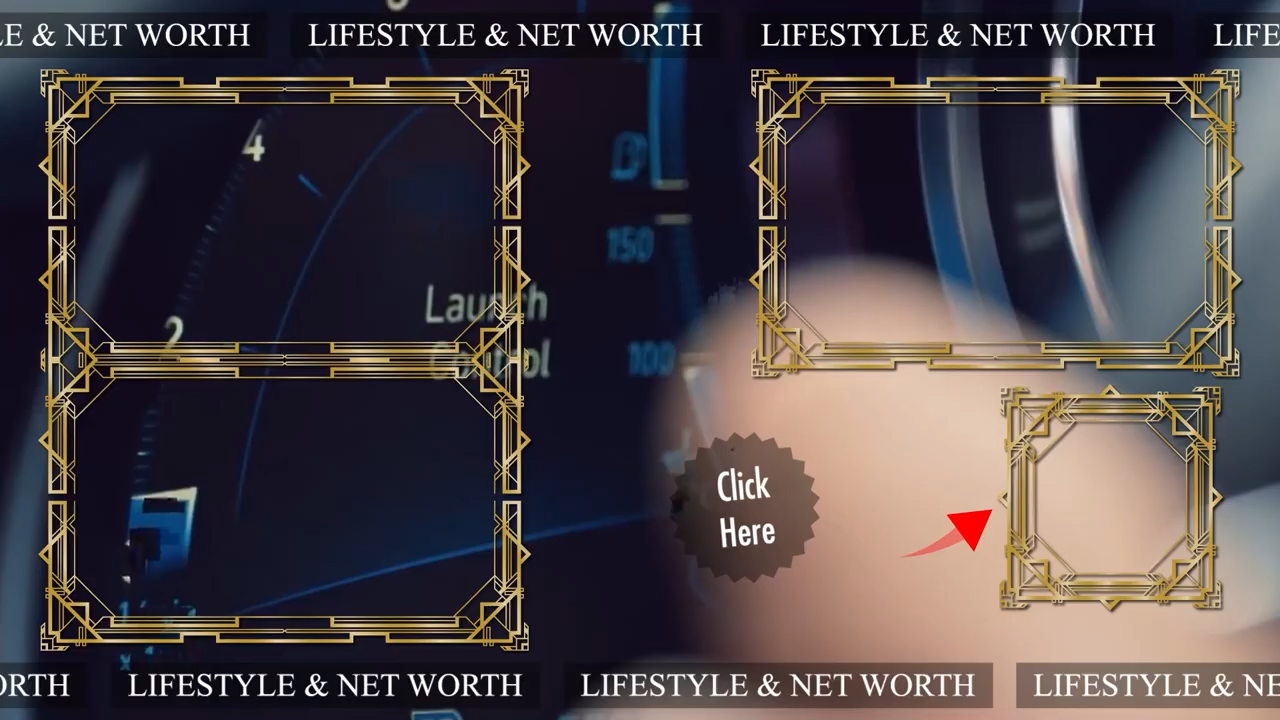 LE & NET WORTH LIFESTYLE & NET WORTH LIFESTYLE & NET WORTH LIFE
4
150
Launch
Control
2
100
Click
Here
ORTH LIFESTYLE & NET WORTH LIFESTYLE & NET WORTH LIFESTYLE & NE